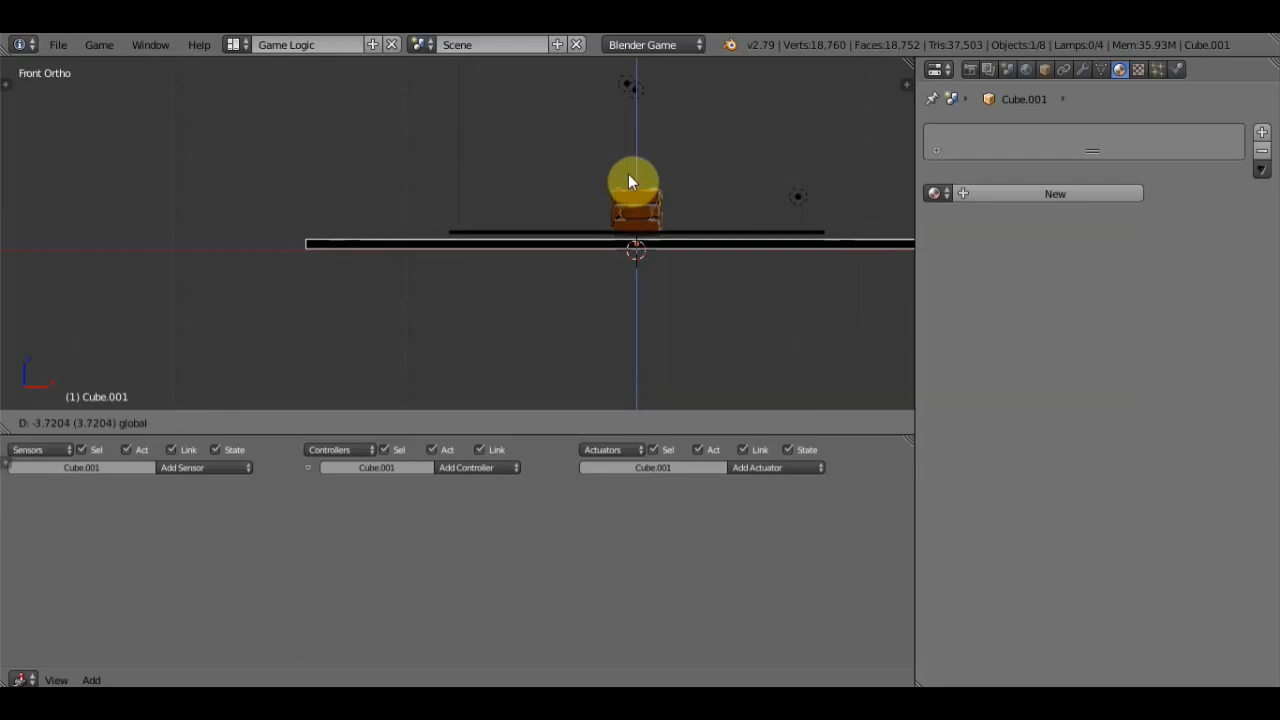 File Game Window Help Game Logic Scene Blender Game v2.79 | Verts:18,760 | Faces:18,752 | Tris:37,503 | Objects:1/8 | Lamps:0/4 | Mem:35.93M | Cube.001
Front Ortho
Cube.001
New
(1) Cube.001
D: -3.7204 (3.7204) global
Sensors Sel Act Link State Controllers Sel Act Link Actuators Sel Act Link State
Cube.001 Add Sensor Cube.001 Add Controller Cube.001 Add Actuator
View Add